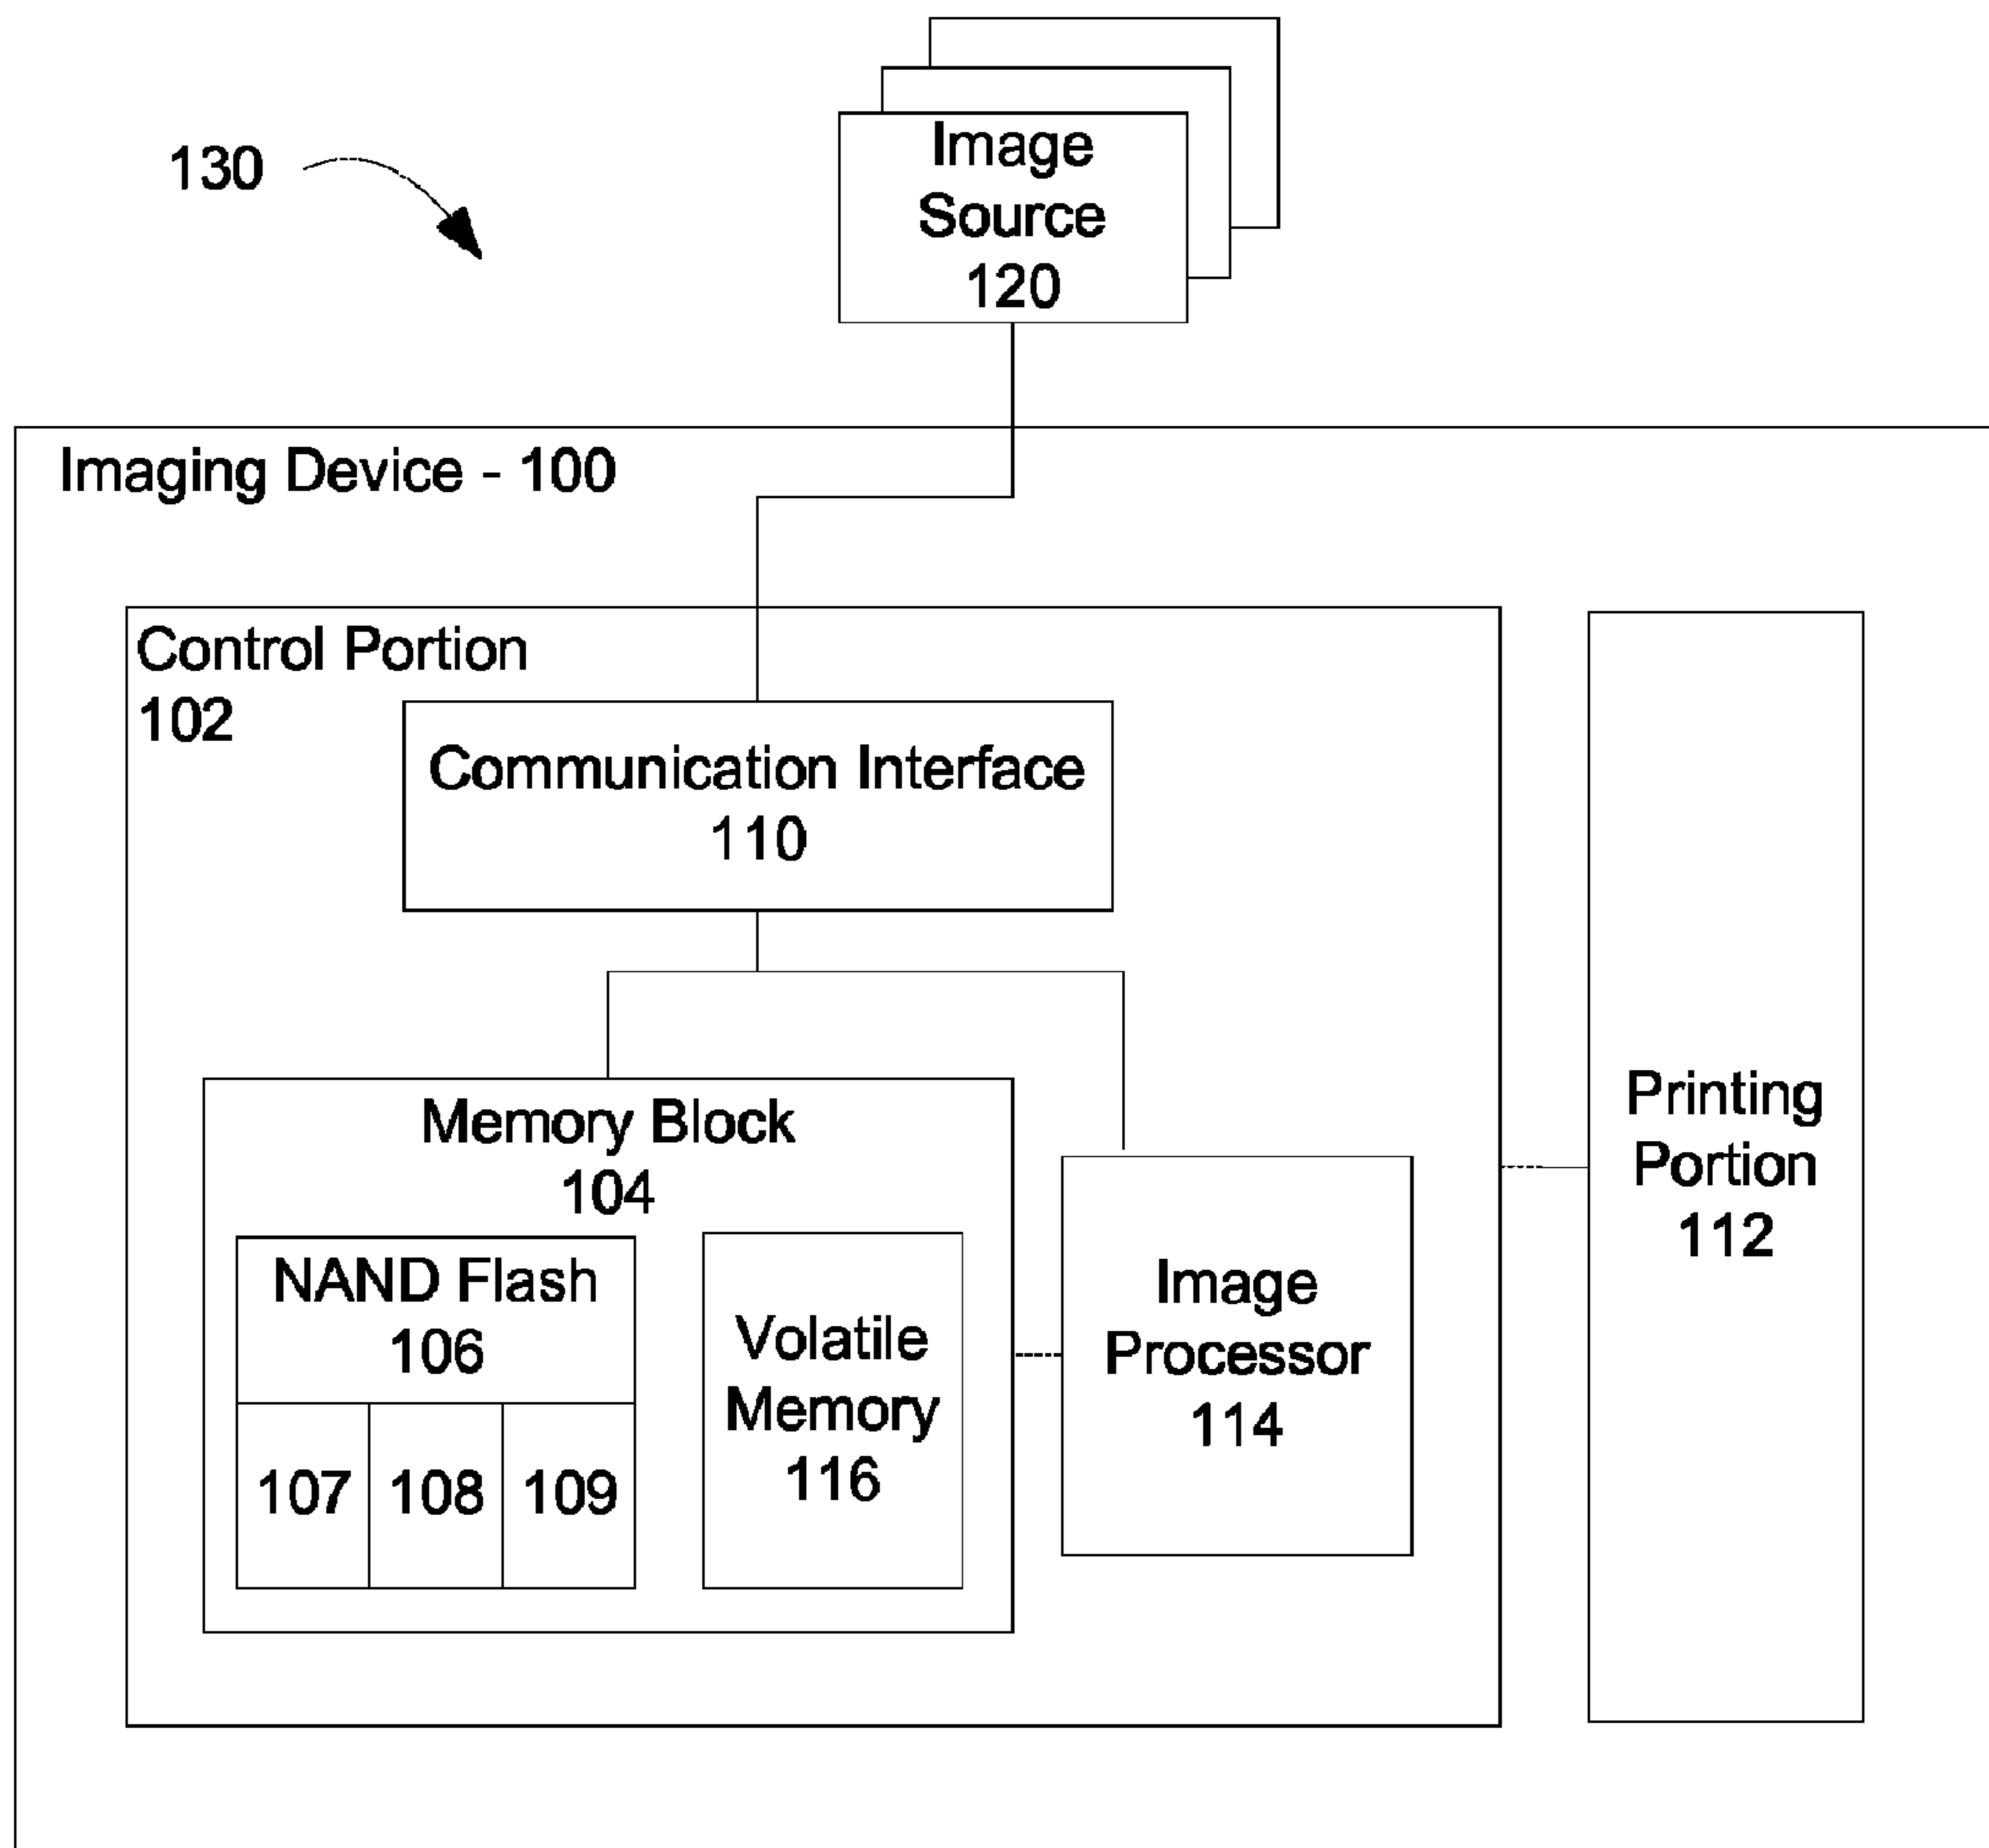 130
Image
Source
120
Imaging Device - 100
Control Portion
102
Communication Interface
110
Memory Block
104
NAND Flash
106
107 108 109
Volatile
Memory
116
Image
Processor
114
Printing
Portion
112